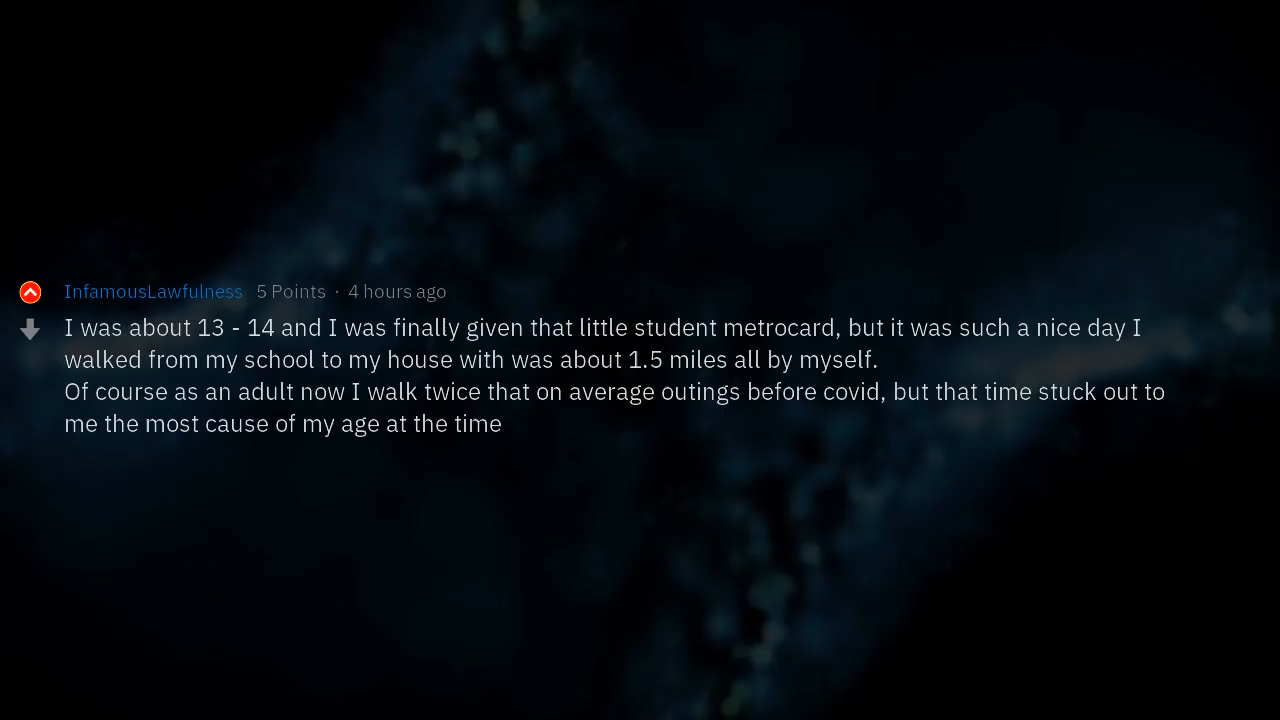 InfamousLawfulness 5 Points · 4 hours ago
I was about 13 - 14 and I was finally given that little student metrocard, but it was such a nice day I
walked from my school to my house with was about 1.5 miles all by myself.
Of course as an adult now I walk twice that on average outings before covid, but that time stuck out to
me the most cause of my age at the time